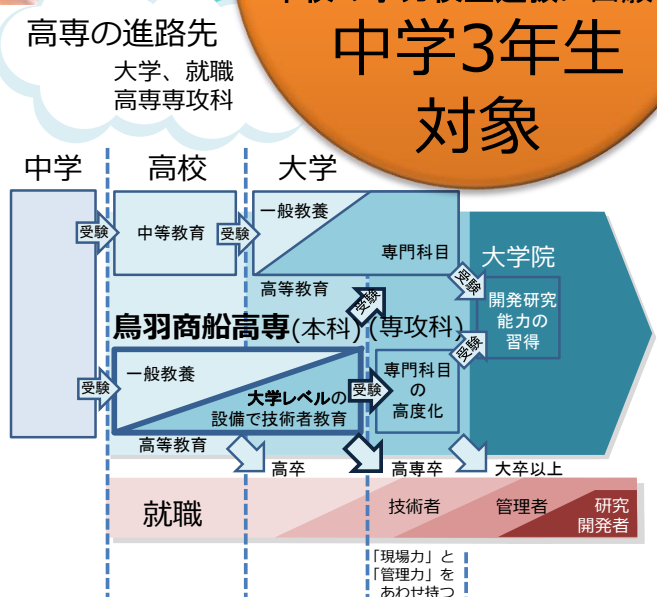 高専の進路先
大学、就職
高専専攻科
中学3年生
対象
中学
高校
大学
受験
中等教育
受験
一般教養
専門科目
大学院
受験
高等教育
受験
開発研究
能力の
習得
鳥羽商船高専(本科)
(専攻科)
受験
受験
一般教養
大学レベルの
設備で技術者教育
受験
専門科目
の
高度化
高等教育
高卒
高専卒
大卒以上
就職
技術者
管理者
研究
開発者
「現場力」と
「管理力」を
あわせ持つ